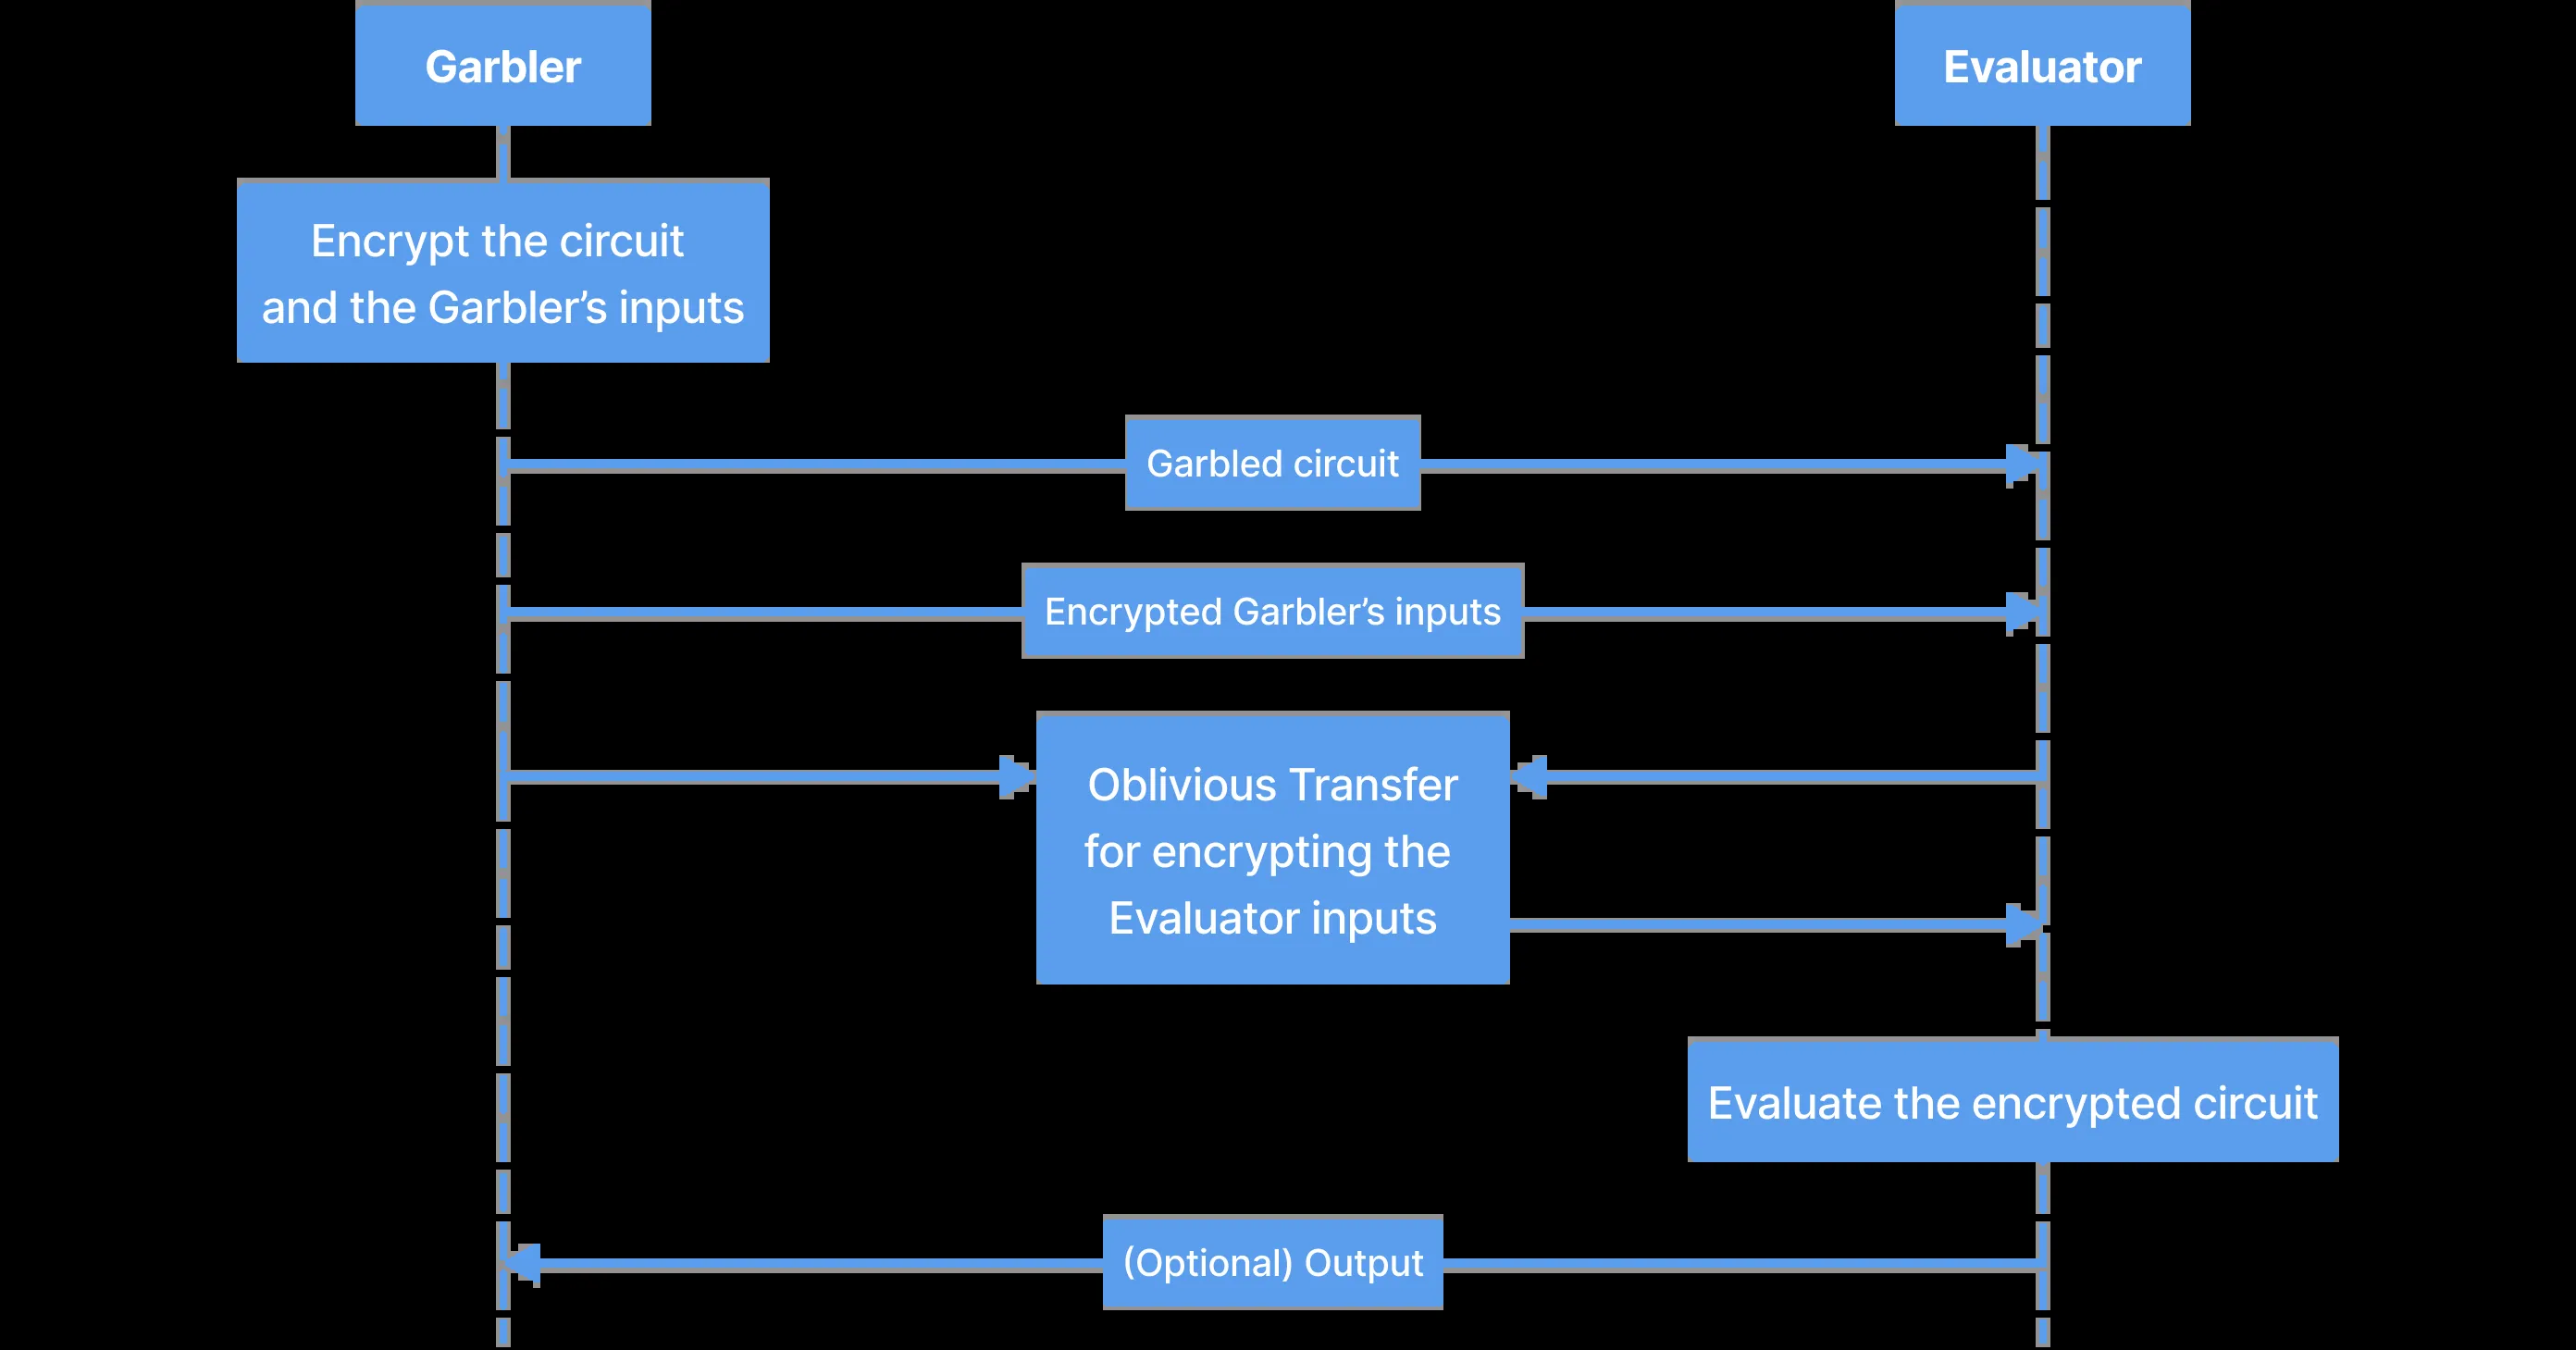 Garbler
Evaluator
Encrypt the circuit
and the Garbler’s inputs
Garbled circuit
Encrypted Garbler’s inputs
Oblivious Transfer
for encrypting the
Evaluator inputs
Evaluate the encrypted circuit
(Optional) Output